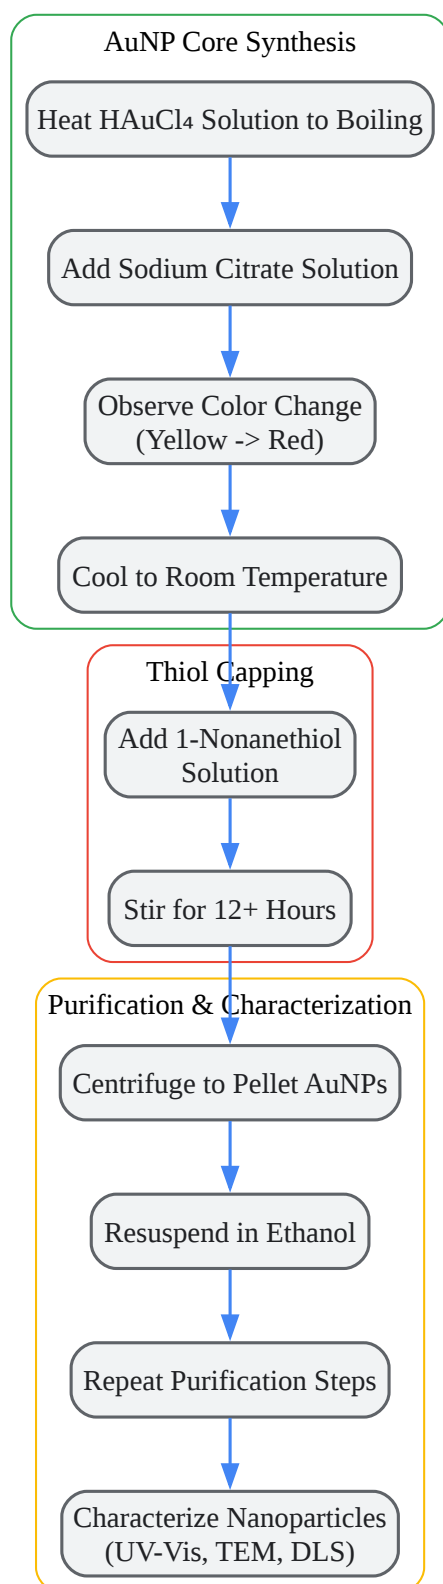 AuNP Core Synthesis
Heat HAuCl₄ Solution to Boiling
Add Sodium Citrate Solution
Observe Color Change
(Yellow -> Red)
Cool to Room Temperature
Thiol Capping
Add 1-Nonanethiol
Solution
Stir for 12+ Hours
Purification & Characterization
Centrifuge to Pellet AuNPs
Resuspend in Ethanol
Repeat Purification Steps
Characterize Nanoparticles
(UV-Vis, TEM, DLS)